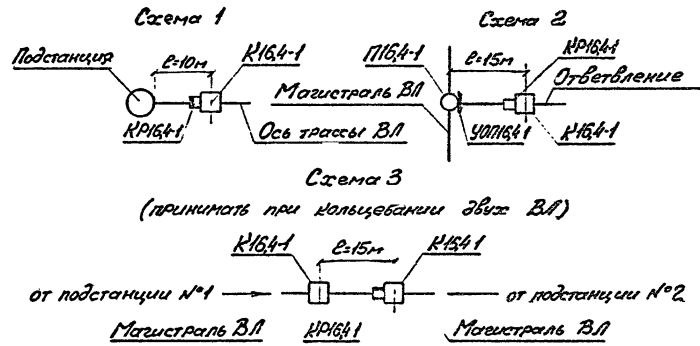 Схема 1
Подстанция
ℓ=10м
К16,4-1
КР16,4-1
Ось трассы ВЛ
Схема 2
П16,4-1
ℓ=15м
КР16,4-1
Магистраль ВЛ
Ответвление
УОП16,4 1
К16,4-1
Схема 3
(принимать при кольцевании двух ВЛ)
К16,4-1
ℓ=15м
К15,4 1
от подстанции №1
от подстанции №2
Магистраль ВЛ
КР16,4 1
Магистраль ВЛ